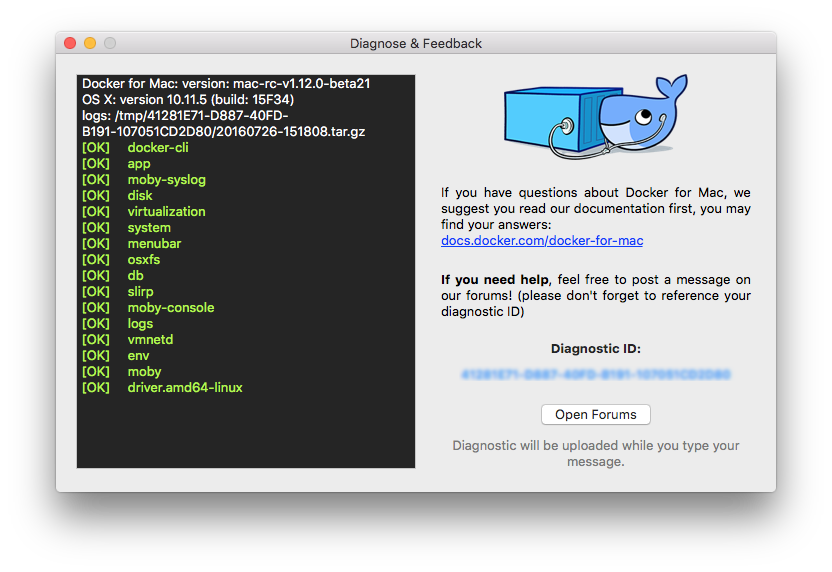 Diagnose & Feedback
Docker for Mac: version: mac-rc-v1.12.0-beta21
OS X: version 10.11.5 (build: 15F34)
logs: /tmp/41281E71-D887-40FD-
B191-107051CD2D80/20160726-151808.tar.gz
[OK] docker-cli
[OK] app
[OK] moby-syslog
[OK] disk
[OK] virtualization
[OK] system
[OK] menubar
[OK] osxfs
[OK] db
[OK] slirp
[OK] moby-console
[OK] logs
[OK] vmnetd
[OK] env
[OK] moby
[OK] driver.amd64-linux
If you have questions about Docker for Mac, we
suggest you read our documentation first, you may
find your answers:
docs.docker.com/docker-for-mac
If you need help, feel free to post a message on
our forums! (please don't forget to reference your
diagnostic ID)
Diagnostic ID:
Open Forums
Diagnostic will be uploaded while you type your
message.